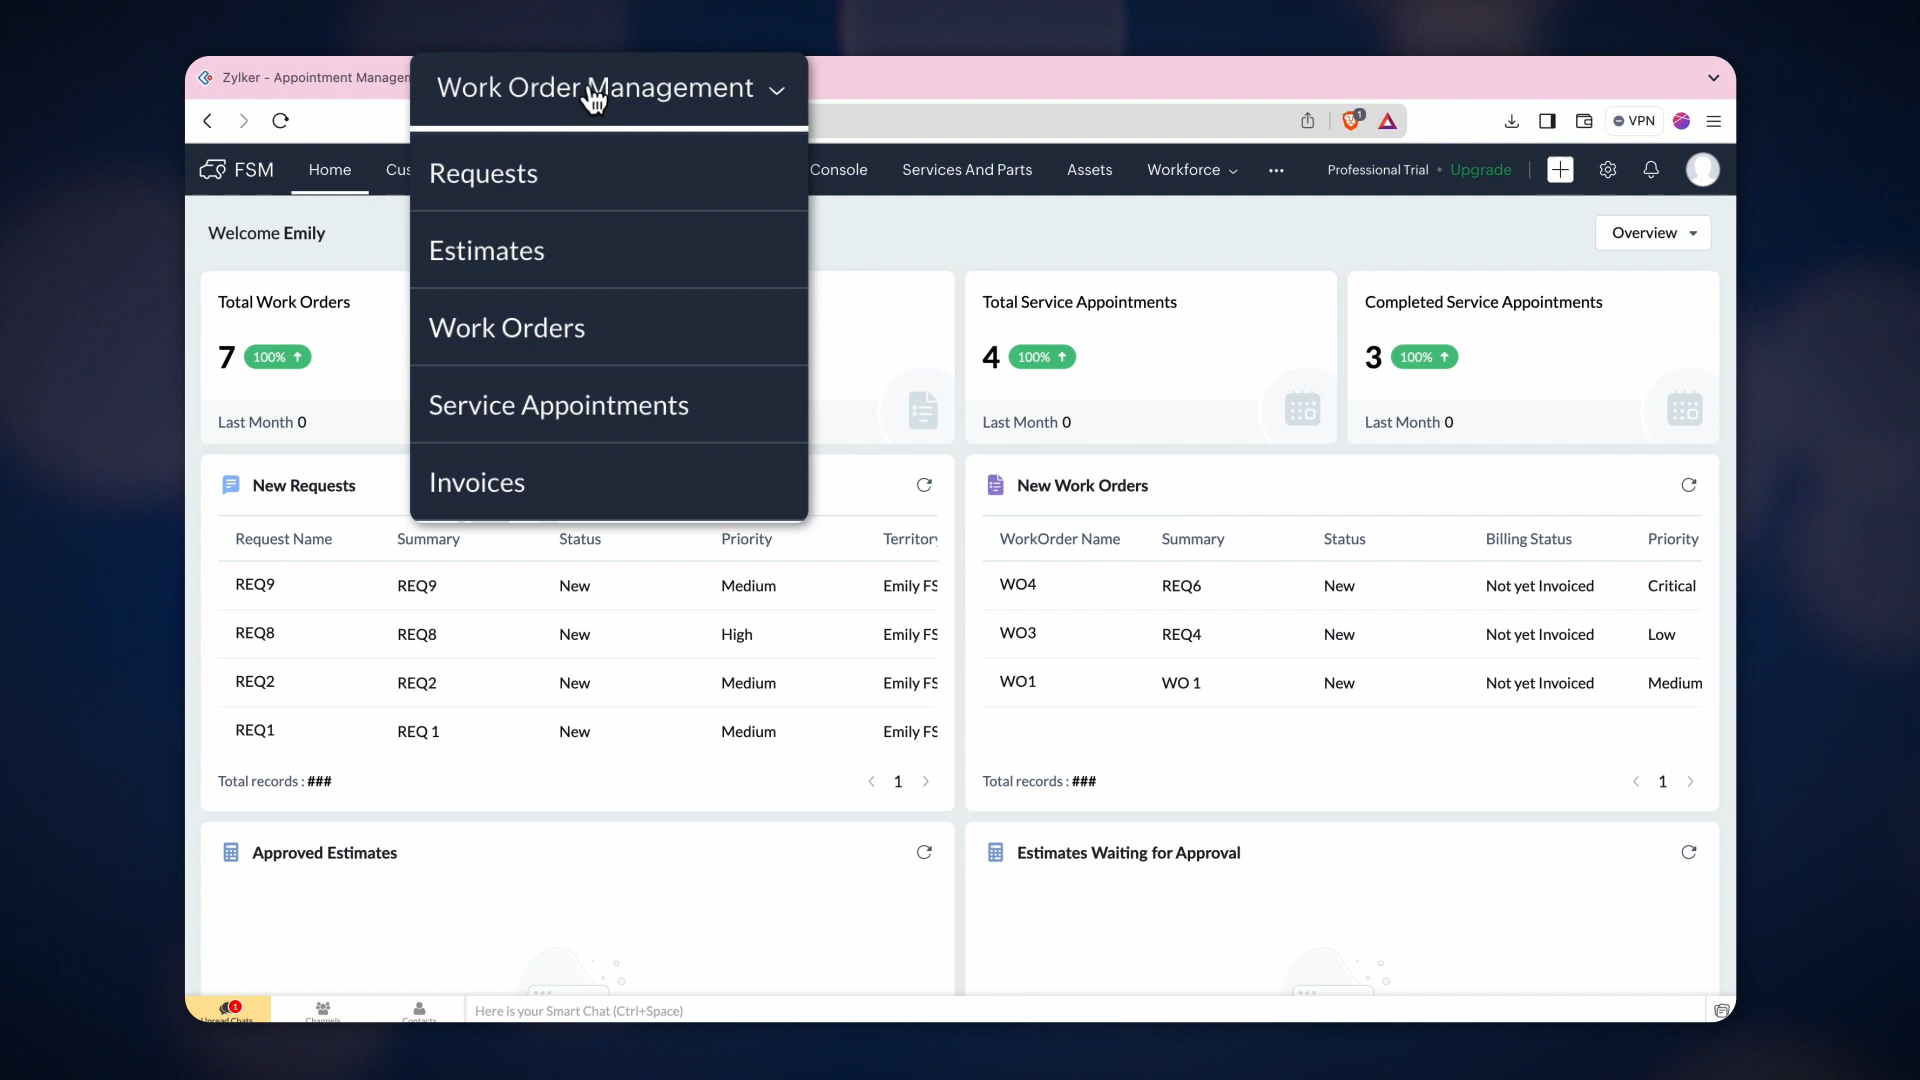 Zylker - Appointment Managem
Work Order Management
1
VPN
FSM
Home
Cus
Console
Services And Parts
Assets
Workforce
Professional Trial • Upgrade
Requests
Estimates
Work Orders
Service Appointments
Invoices
Welcome Emily
Overview
Total Work Orders
7 100%
Last Month 0
Total Service Appointments
4 100%
Last Month 0
Completed Service Appointments
3 100%
Last Month 0
New Requests
Request Name Summary Status Priority Territory
REQ9 REQ9 New Medium Emily FS
REQ8 REQ8 New High Emily FS
REQ2 REQ2 New Medium Emily FS
REQ1 REQ 1 New Medium Emily FS
Total records : ###
1
New Work Orders
WorkOrder Name Summary Status Billing Status Priority
WO4 REQ6 New Not yet Invoiced Critical
WO3 REQ4 New Not yet Invoiced Low
WO1 WO 1 New Not yet Invoiced Medium
Total records : ###
1
Approved Estimates
Estimates Waiting for Approval
1
Unread Chats
Channels
Contacts
Here is your Smart Chat (Ctrl+Space)